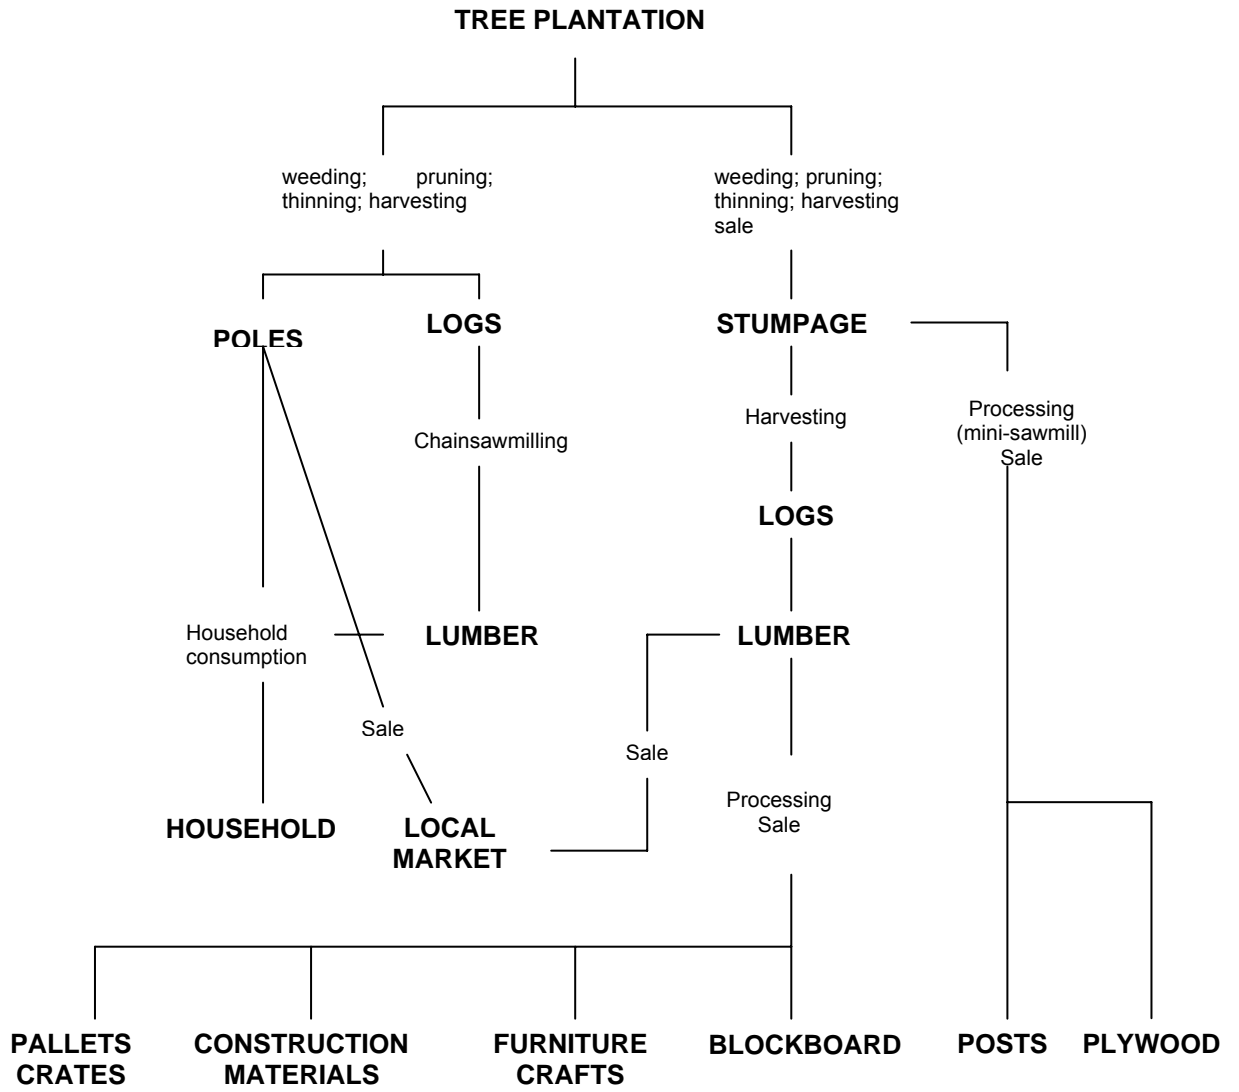 TREE PLANTATION
weeding; pruning;
thinning; harvesting
weeding; pruning;
thinning; harvesting
sale
POLES
LOGS
STUMPAGE
Chainsawmilling
Harvesting
Processing
(mini-sawmill)
Sale
LOGS
Household
consumption
LUMBER
LUMBER
Sale
Sale
Processing
Sale
HOUSEHOLD
LOCAL
MARKET
PALLETS
CRATES
CONSTRUCTION
MATERIALS
FURNITURE
CRAFTS
BLOCKBOARD
POSTS
PLYWOOD